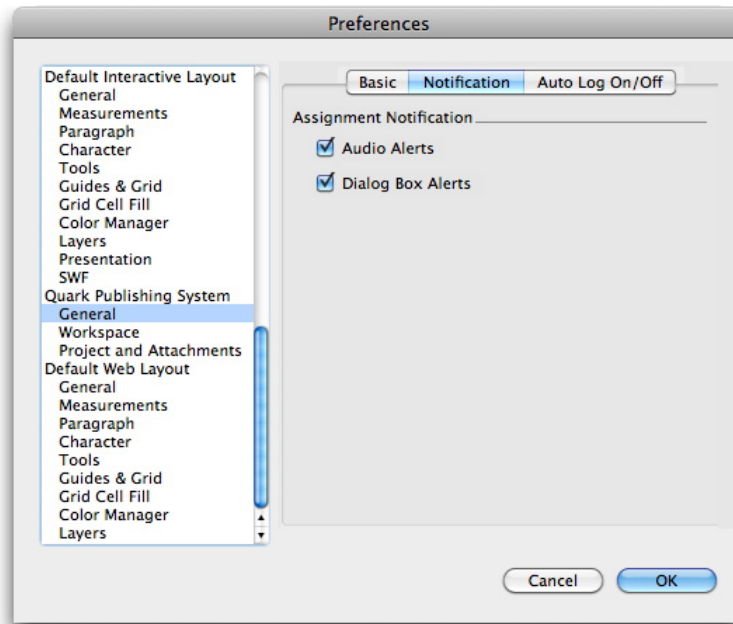 Preferences
Default Interactive Layout
General
Measurements
Paragraph
Character
Tools
Guides & Grid
Grid Cell Fill
Color Manager
Layers
Presentation
SWF
Quark Publishing System
General
Workspace
Project and Attachments
Default Web Layout
General
Measurements
Paragraph
Character
Tools
Guides & Grid
Grid Cell Fill
Color Manager
Layers
Basic Notification Auto Log On/Off
Assignment Notification
Audio Alerts
Dialog Box Alerts
Cancel OK